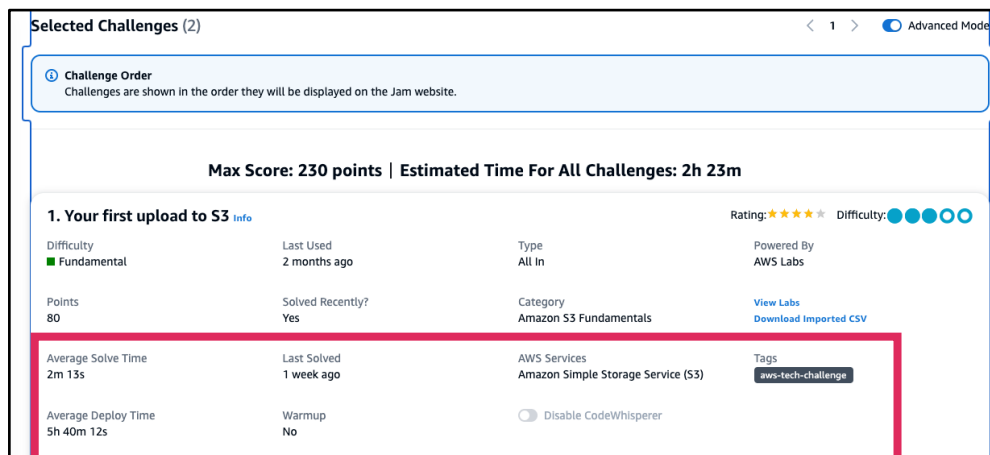 Selected Challenges (2)
1
Advanced Mode
Challenge Order
Challenges are shown in the order they will be displayed on the Jam website.
Max Score: 230 points | Estimated Time For All Challenges: 2h 23m
1. Your first upload to S3 Info
Rating: Difficulty:
Difficulty Last Used Type Powered By
Fundamental 2 months ago All In AWS Labs
Points Solved Recently? Category View Labs
80 Yes Amazon S3 Fundamentals Download Imported CSV
Average Solve Time Last Solved AWS Services Tags
2m 13s 1 week ago Amazon Simple Storage Service (S3) aws-tech-challenge
Average Deploy Time Warmup Disable CodeWhisperer
5h 40m 12s No